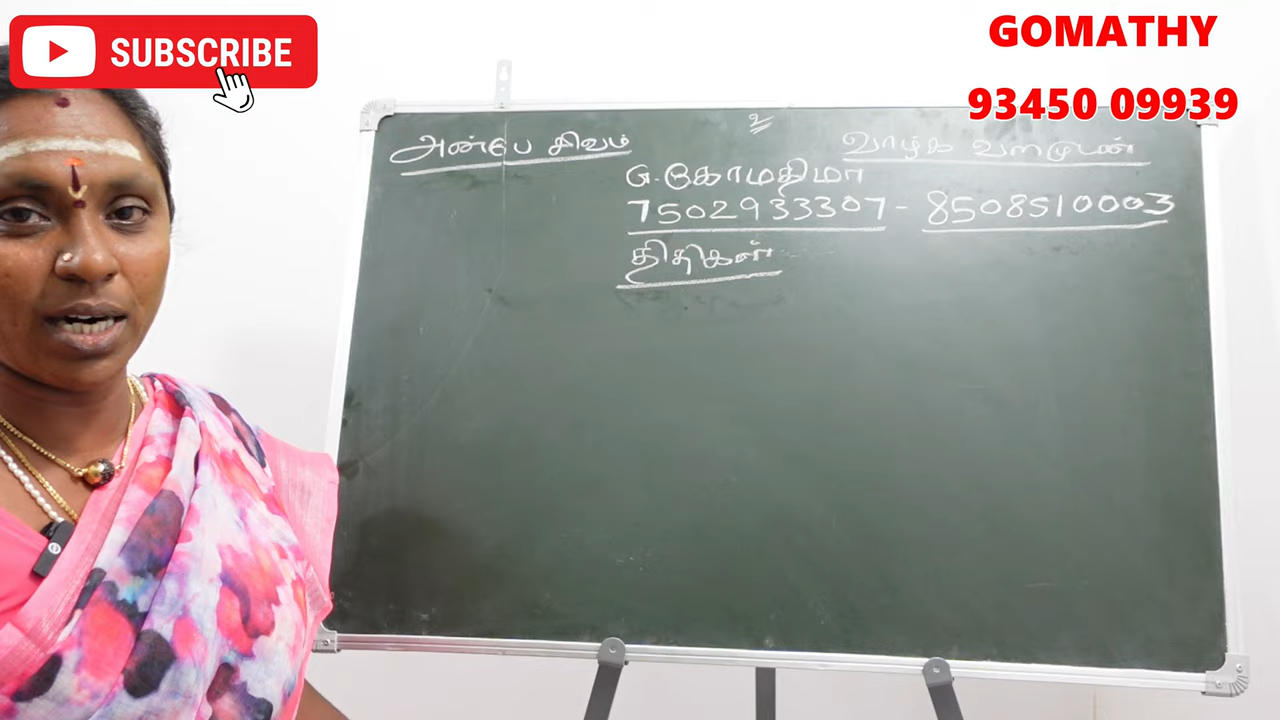 SUBSCRIBE
GOMATHY
93450 09939
உ
அன்பே சிவம்
வாழ்க வளமுடன்
G.கோமதிமா
7502933307 - 8508510003
திதிகள்